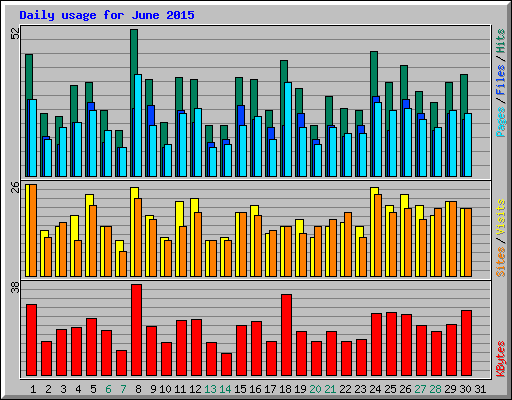 Daily usage for June 2015
52
Pages / Files / Hits
26
Sites / Visits
38
KBytes
1 2 3 4 5 6 7 8 9 10 11 12 13 14 15 16 17 18 19 20 21 22 23 24 25 26 27 28 29 30 31